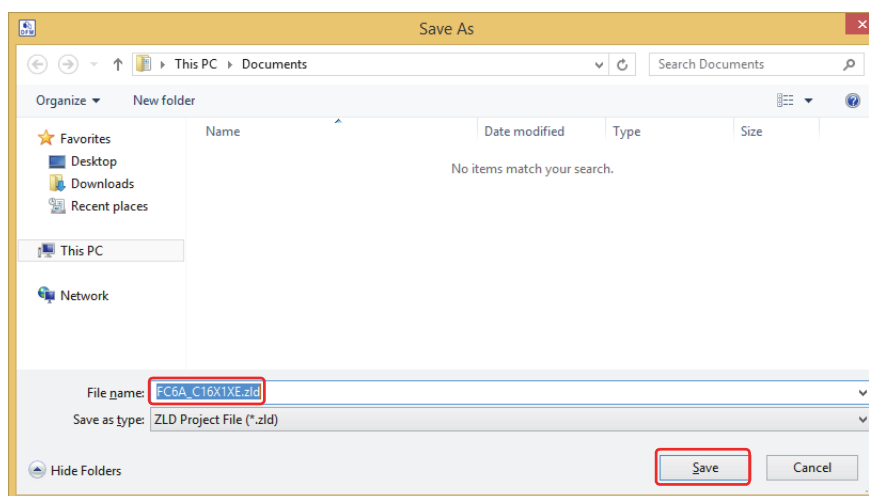 Save As
This PC Documents
Search Documents
Organize New folder
Name Date modified Type Size
No items match your search.
Favorites
Desktop
Downloads
Recent places
This PC
Network
File name: FC6A_C16X1XE.zld
Save as type: ZLD Project File (*.zld)
Hide Folders Save Cancel